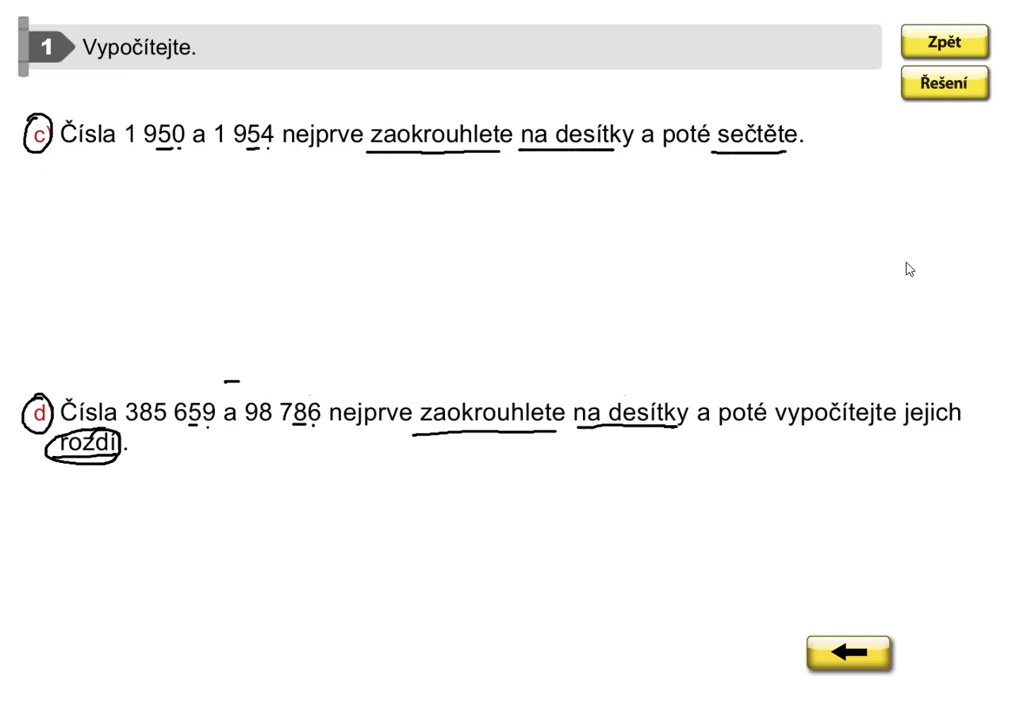 1 Vypočítejte.
Zpět
Řešení
c) Čísla 1 950 a 1 954 nejprve zaokrouhlete na desítky a poté sečtěte.
d) Čísla 385 659 a 98 786 nejprve zaokrouhlete na desítky a poté vypočítejte jejich
rozdíl.